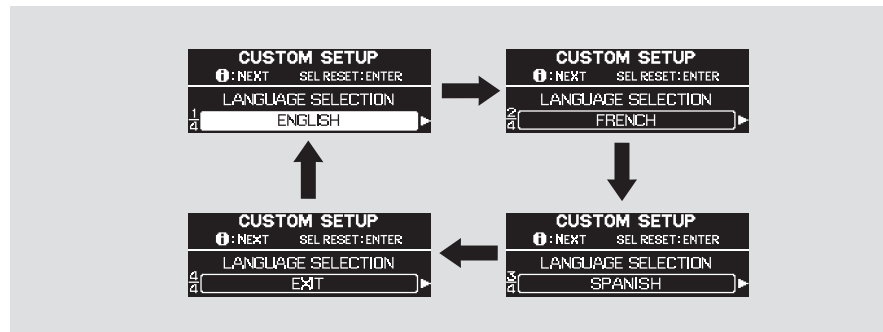 CUSTOM SETUP
i : NEXT SEL RESET : ENTER
LANGUAGE SELECTION
1/4 ENGLISH
CUSTOM SETUP
i : NEXT SEL RESET : ENTER
LANGUAGE SELECTION
2/4 FRENCH
CUSTOM SETUP
i : NEXT SEL RESET : ENTER
LANGUAGE SELECTION
4/4 EXIT
CUSTOM SETUP
i : NEXT SEL RESET : ENTER
LANGUAGE SELECTION
3/4 SPANISH